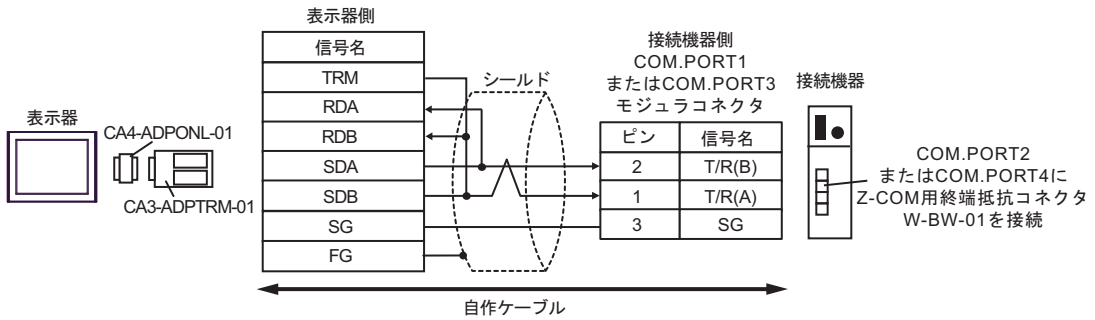 表示器
CA4-ADPONL-01
CA3-ADPTRM-01
表示器側
信号名
TRM
RDA
RDB
SDA
SDB
SG
FG
シールド
接続機器側
COM.PORT1
またはCOM.PORT3
モジュラコネクタ
ピン 信号名
2 T/R(B)
1 T/R(A)
3 SG
接続機器
COM.PORT2
またはCOM.PORT4に
Z-COM用終端抵抗コネクタ
W-BW-01を接続
自作ケーブル